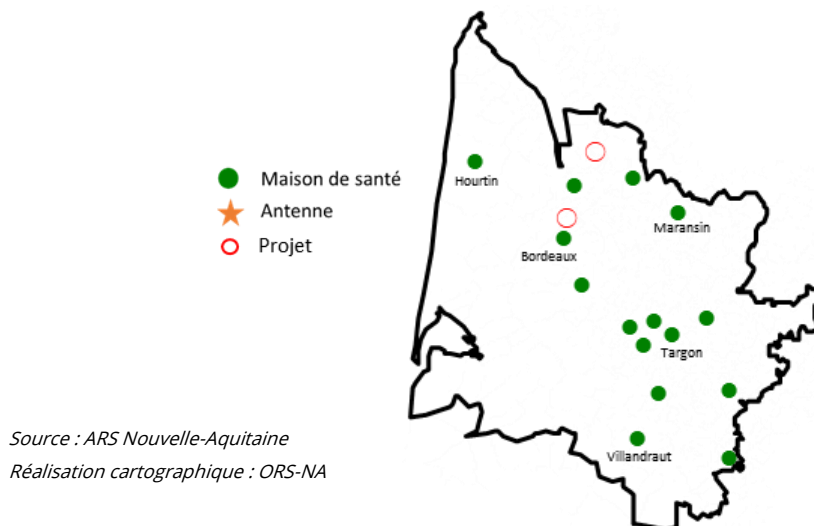 Maison de santé
Antenne
Projet
Hourtin
Maransin
Bordeaux
Targon
Villandraut
Source : ARS Nouvelle-Aquitaine
Réalisation cartographique : ORS-NA